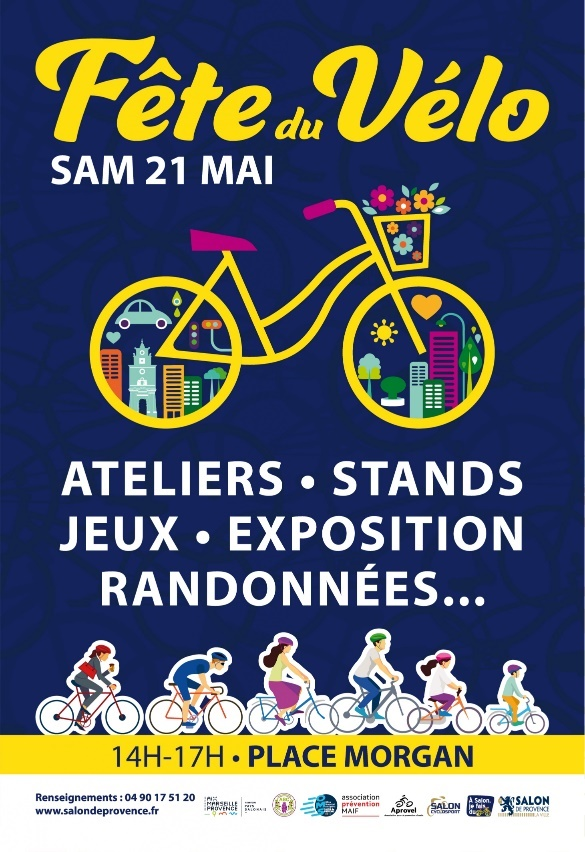 Fête du Vélo
SAM 21 MAI
ATELIERS • STANDS
JEUX • EXPOSITION
RANDONNÉES...
14H-17H • PLACE MORGAN
Renseignements : 04 90 17 51 20
www.salondeprovence.fr
MARSEILLE
PROVENCE
association
prévention
MAIF
Aprovel
SALON
CYCLOSPORT
À Salon,
je fais
du
SALON
DE PROVENCE